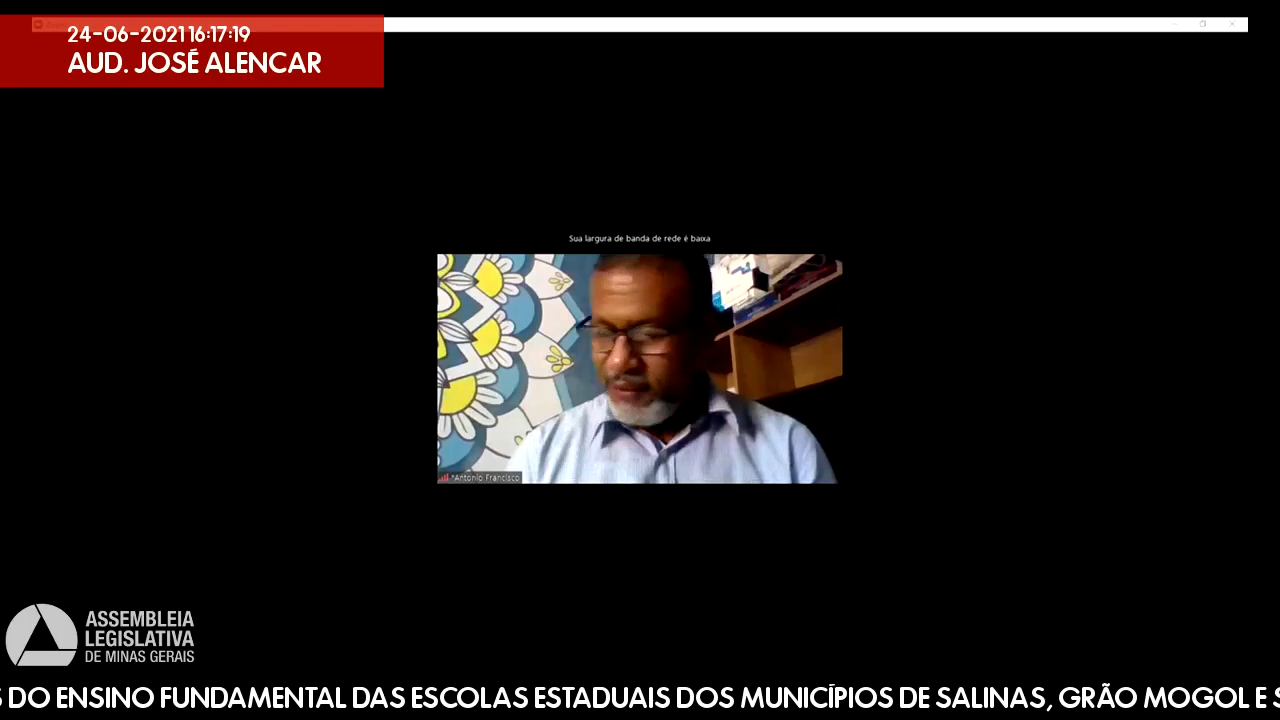 24-06-2021 16:17:19
AUD. JOSÉ ALENCAR
Sua largura de banda de rede é baixa
*Antonio Francisco
ASSEMBLEIA
LEGISLATIVA
DE MINAS GERAIS
S DO ENSINO FUNDAMENTAL DAS ESCOLAS ESTADUAIS DOS MUNICÍPIOS DE SALINAS, GRÃO MOGOL E S